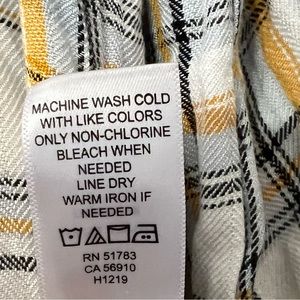 MACHINE WASH COLD
WITH LIKE COLORS
ONLY NON-CHLORINE
BLEACH WHEN
NEEDED
LINE DRY
WARM IRON IF
NEEDED
RN 51783
CA 56910
H1219